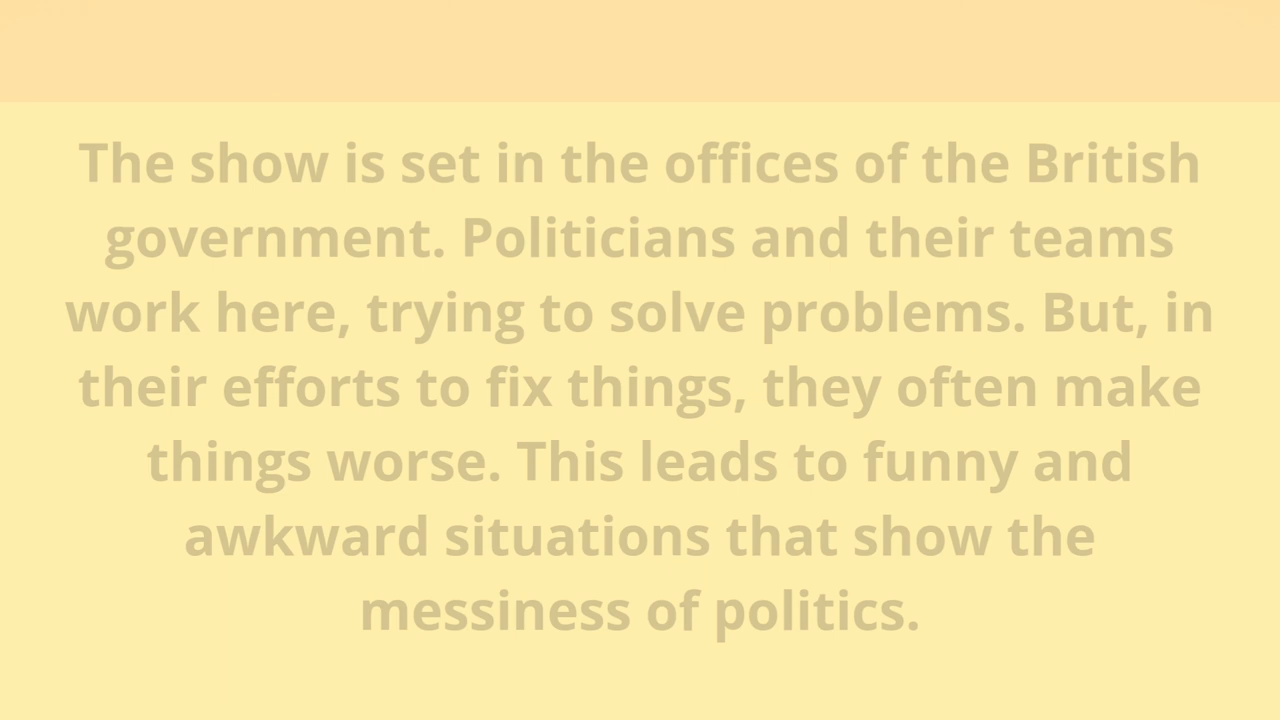 The show is set in the offices of the British
government. Politicians and their teams
work here, trying to solve problems. But, in
their efforts to fix things, they often make
things worse. This leads to funny and
awkward situations that show the
messiness of politics.